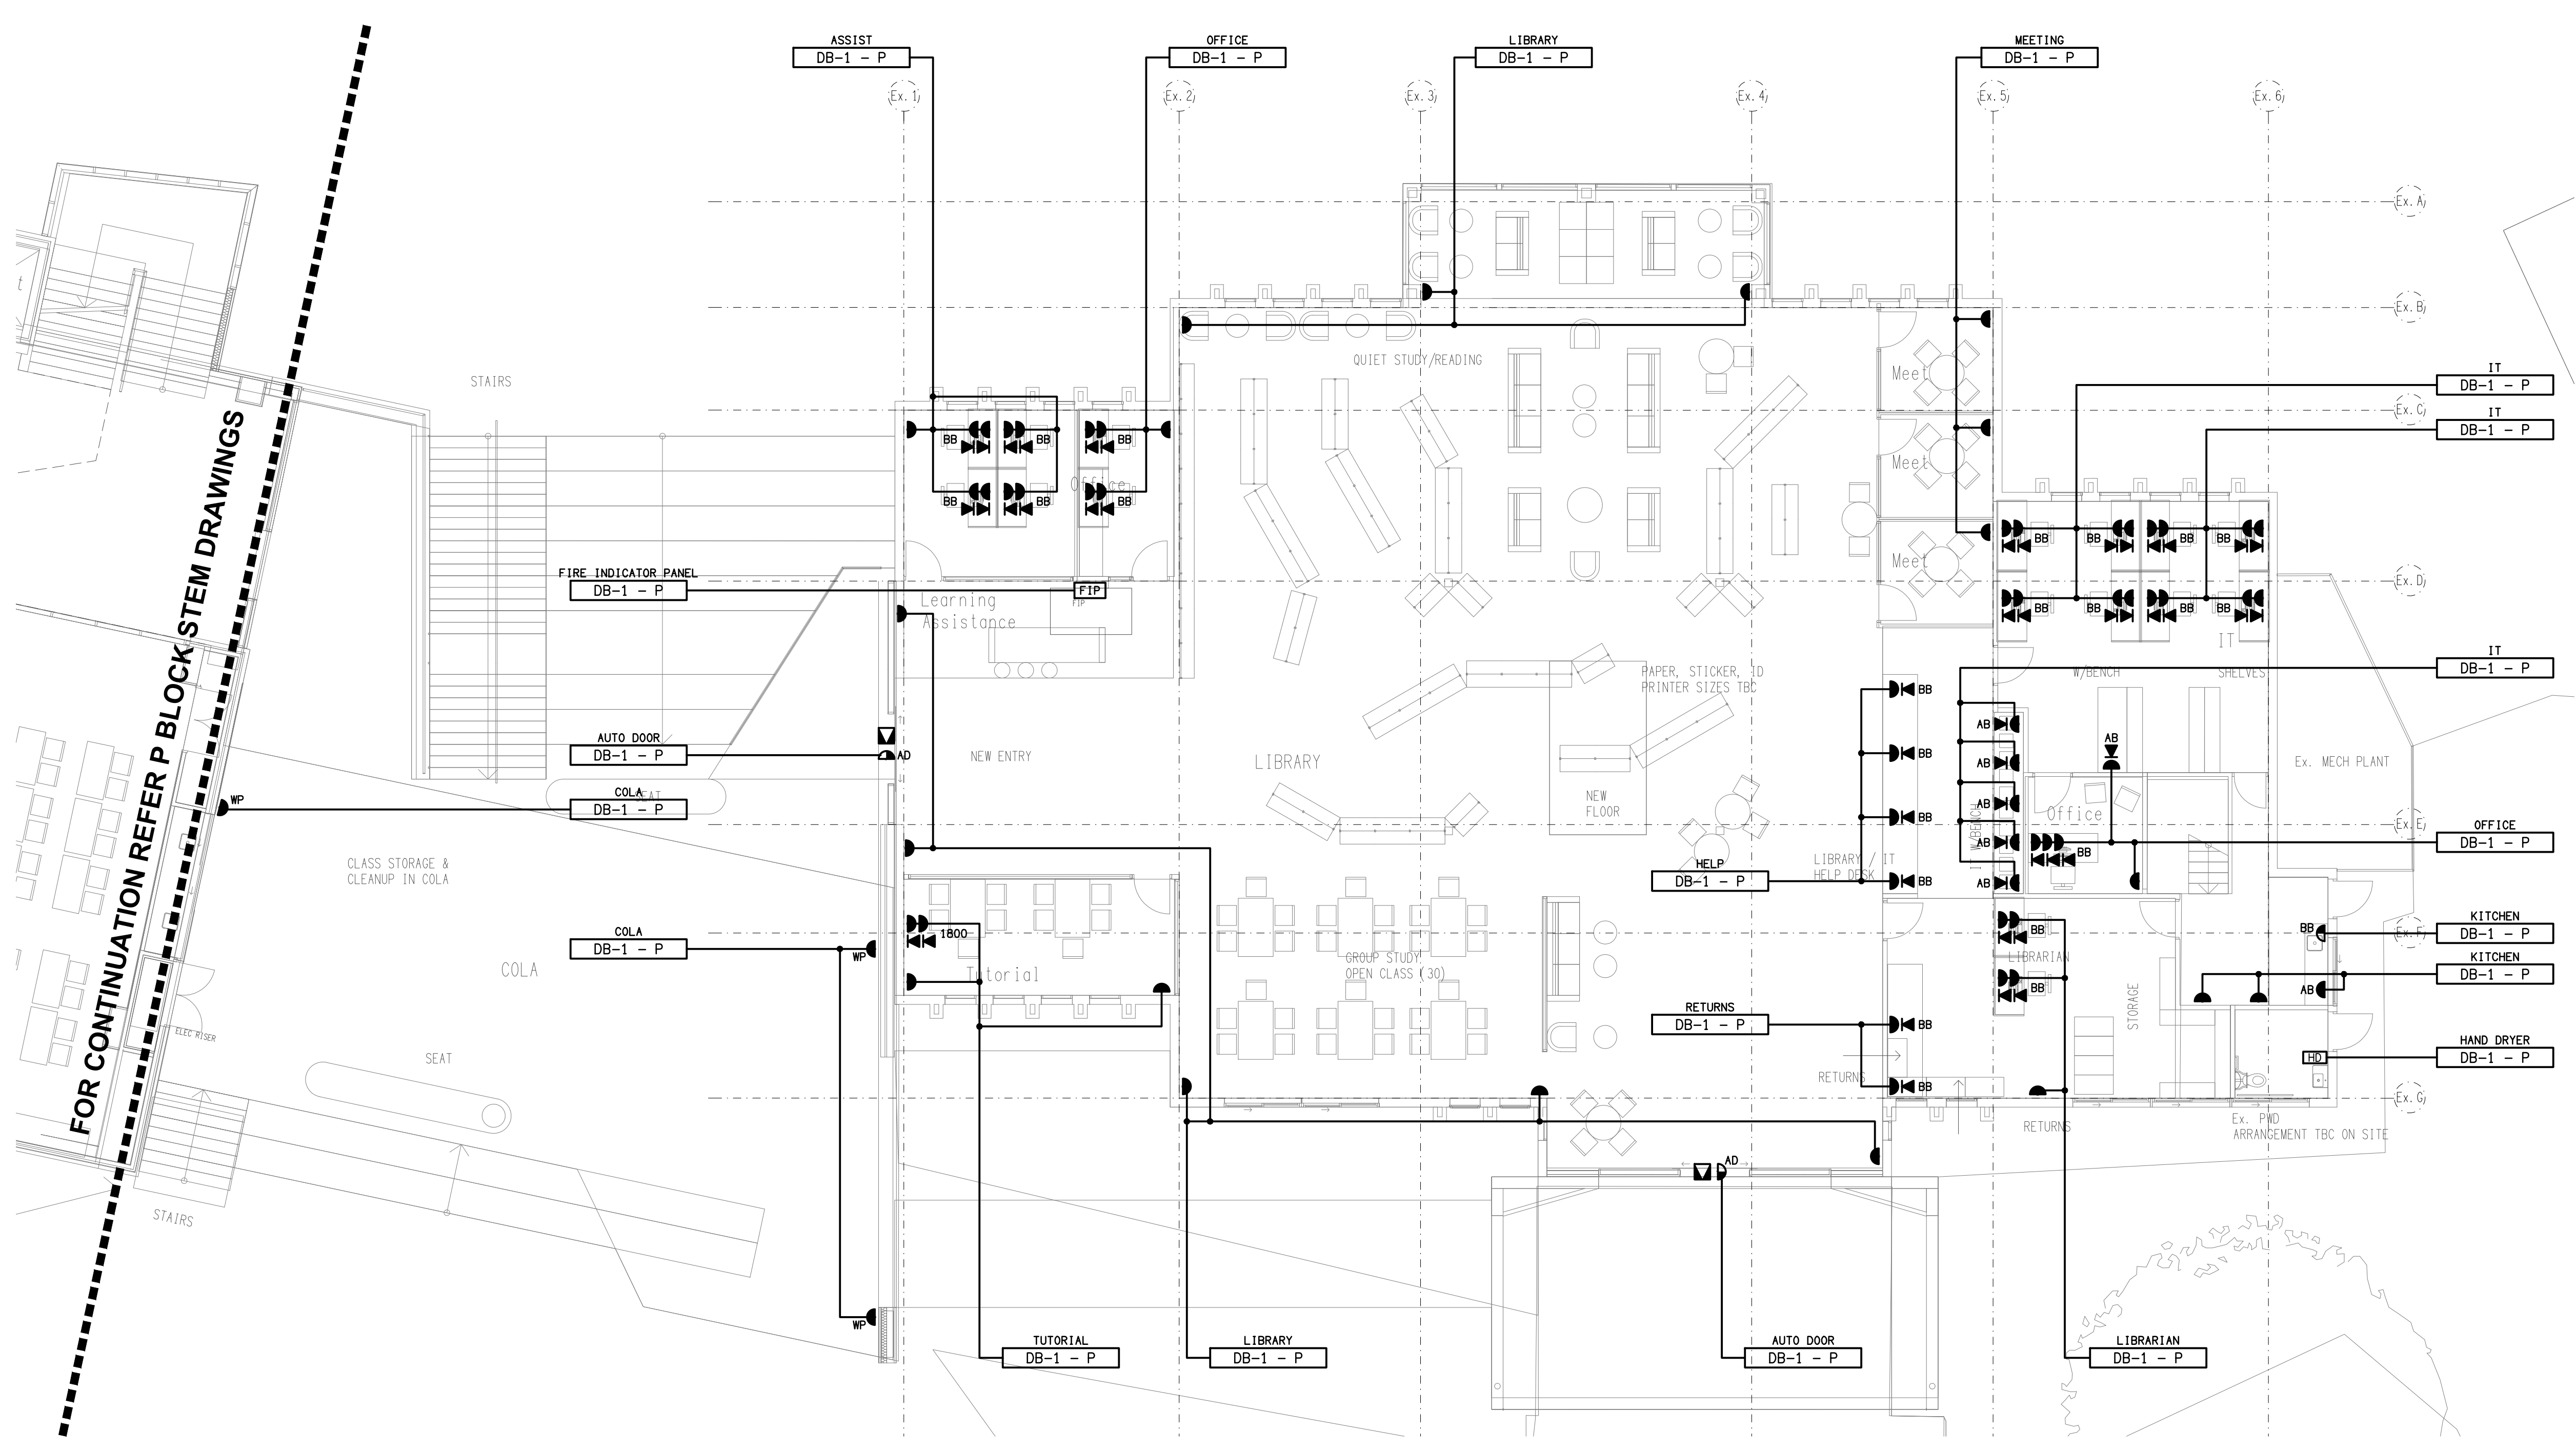 ASSIST
DB-1 - P
OFFICE
DB-1 - P
LIBRARY
DB-1 - P
MEETING
DB-1 - P
Ex. 1
Ex. 2
Ex. 3
Ex. 4
Ex. 5
Ex. 6
Ex. A
Ex. B
Ex. C
Ex. D
Ex. E
Ex. F
Ex. G
FOR CONTINUATION REFER P BLOCK STEM DRAWINGS
STAIRS
QUIET STUDY/READING
Meet
Meet
Meet
IT
DB-1 - P
IT
DB-1 - P
BB
BB
BB
BB
BB
BB
Office
BB
BB
BB
BB
BB
BB
BB
BB
FIRE INDICATOR PANEL
DB-1 - P
FIP
FIP
Learning
Assistance
IT
W/BENCH
SHELVES
IT
DB-1 - P
PAPER, STICKER, ID
PRINTER SIZES TBC
BB
BB
BB
BB
AB
AB
AB
AB
AB
AB
AUTO DOOR
DB-1 - P
AD
NEW ENTRY
LIBRARY
Ex. MECH PLANT
COLA
DB-1 - P
SEAT
WP
NEW
FLOOR
Office
IT W/BENCH
OFFICE
DB-1 - P
BB
CLASS STORAGE &
CLEANUP IN COLA
HELP
DB-1 - P
LIBRARY / IT
HELP DESK
COLA
DB-1 - P
WP
1800
Tutorial
COLA
GROUP STUDY
OPEN CLASS (30)
BB
LIBRARIAN
BB
STORAGE
BB
KITCHEN
DB-1 - P
KITCHEN
DB-1 - P
AB
RETURNS
DB-1 - P
BB
BB
RETURNS
HAND DRYER
DB-1 - P
HD
ELEC RISER
SEAT
RETURNS
Ex. PWD
ARRANGEMENT TBC ON SITE
AD
STAIRS
WP
TUTORIAL
DB-1 - P
LIBRARY
DB-1 - P
AUTO DOOR
DB-1 - P
LIBRARIAN
DB-1 - P